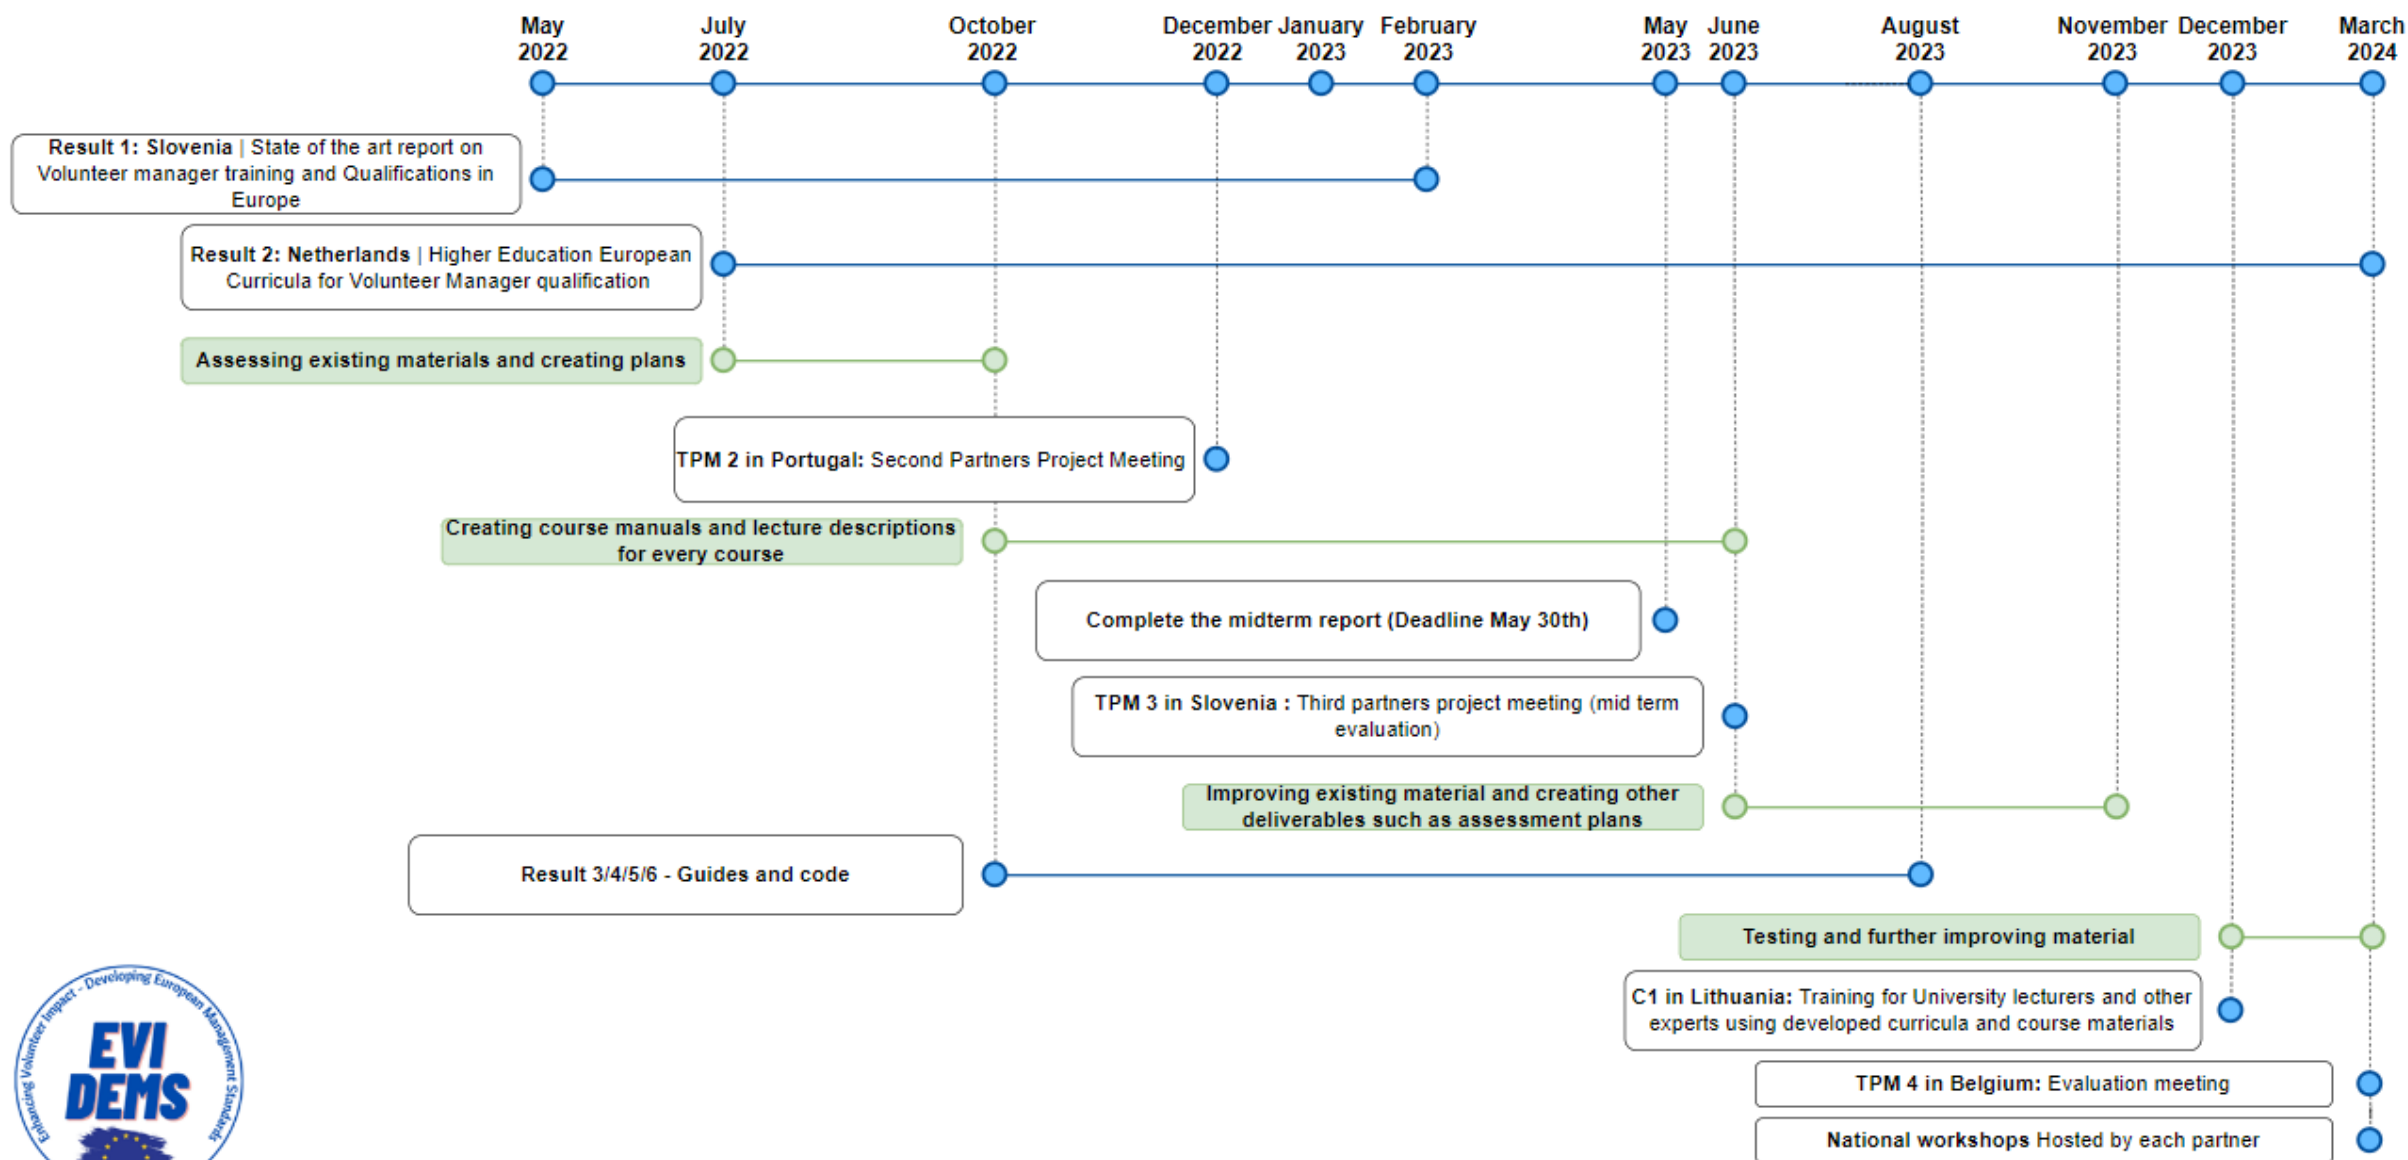 May
2022
July
2022
October
2022
December
2022
January
2023
February
2023
May
2023
June
2023
August
2023
November
2023
December
2023
March
2024
Result 1: Slovenia | State of the art report on
Volunteer manager training and Qualifications in
Europe
Result 2: Netherlands | Higher Education European
Curricula for Volunteer Manager qualification
Assessing existing materials and creating plans
TPM 2 in Portugal: Second Partners Project Meeting
Creating course manuals and lecture descriptions
for every course
Complete the midterm report (Deadline May 30th)
TPM 3 in Slovenia : Third partners project meeting (mid term
evaluation)
Improving existing material and creating other
deliverables such as assessment plans
Result 3/4/5/6 - Guides and code
Testing and further improving material
C1 in Lithuania: Training for University lecturers and other
experts using developed curricula and course materials
TPM 4 in Belgium: Evaluation meeting
National workshops Hosted by each partner
Enhancing Volunteer Impact - Developing European Management Standards
EVI
DEMS